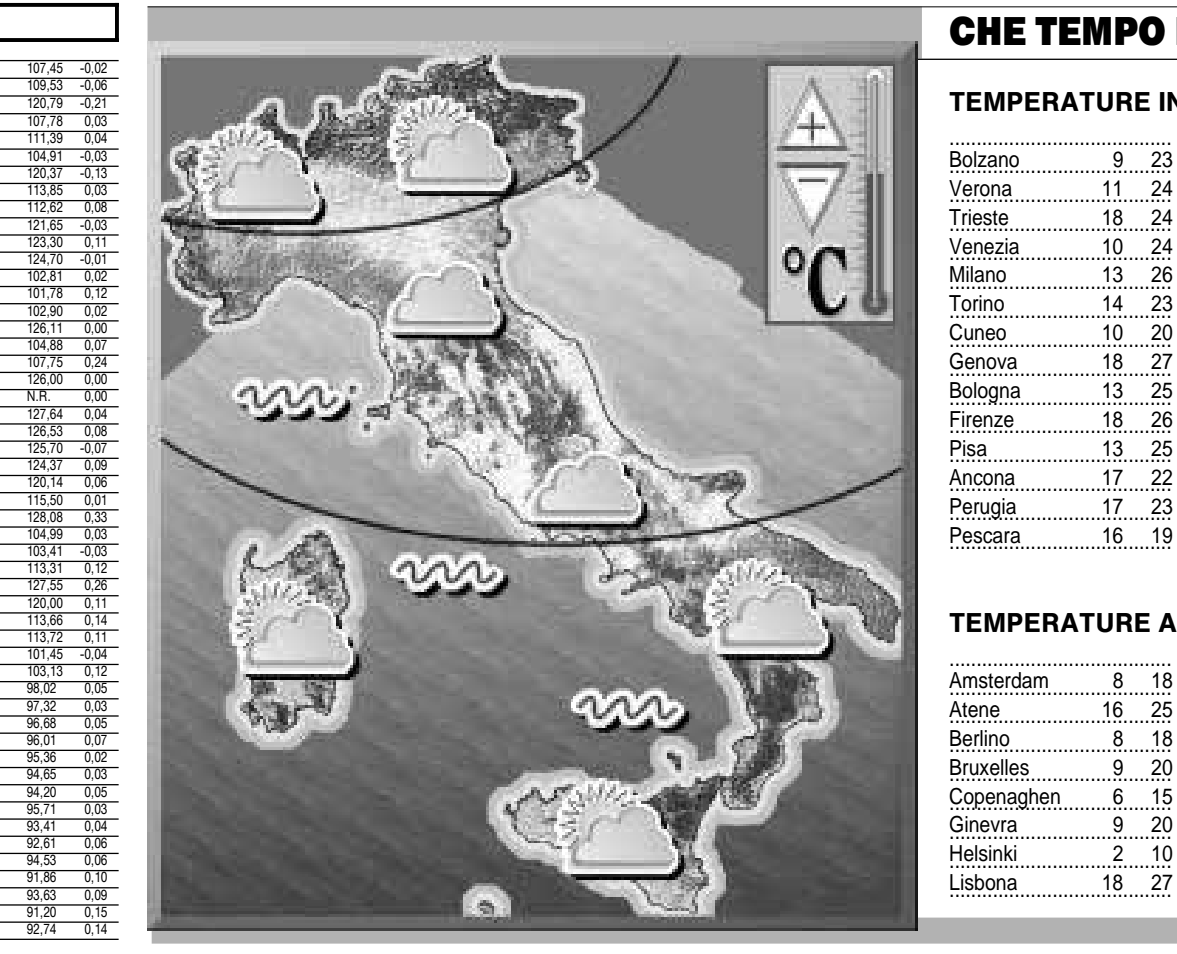 107,45 -0,02
109,53 -0,06
120,79 -0,21
107,78 0,03
111,39 0,04
104,91 -0,03
120,37 -0,13
113,85 0,03
112,62 0,08
121,65 -0,03
123,30 0,11
124,70 -0,01
102,81 0,02
101,78 0,12
102,90 0,02
126,11 0,00
104,88 0,07
107,75 0,24
126,00 0,00
N.R. 0,00
127,64 0,04
126,53 0,08
125,70 -0,07
124,37 0,09
120,14 0,06
115,50 0,01
128,08 0,33
104,99 0,03
103,41 -0,03
113,31 0,12
127,55 0,26
120,00 0,11
113,66 0,14
113,72 0,11
101,45 -0,04
103,13 0,12
98,02 0,05
97,32 0,03
96,68 0,05
96,01 0,07
95,36 0,02
94,65 0,03
94,20 0,05
95,71 0,03
93,41 0,04
92,61 0,06
94,53 0,06
91,86 0,10
93,63 0,09
91,20 0,15
92,74 0,14
+
−
°C
CHE TEMPO
TEMPERATURE IN
Bolzano 9 23
Verona 11 24
Trieste 18 24
Venezia 10 24
Milano 13 26
Torino 14 23
Cuneo 10 20
Genova 18 27
Bologna 13 25
Firenze 18 26
Pisa 13 25
Ancona 17 22
Perugia 17 23
Pescara 16 19
TEMPERATURE A
Amsterdam 8 18
Atene 16 25
Berlino 8 18
Bruxelles 9 20
Copenaghen 6 15
Ginevra 9 20
Helsinki 2 10
Lisbona 18 27